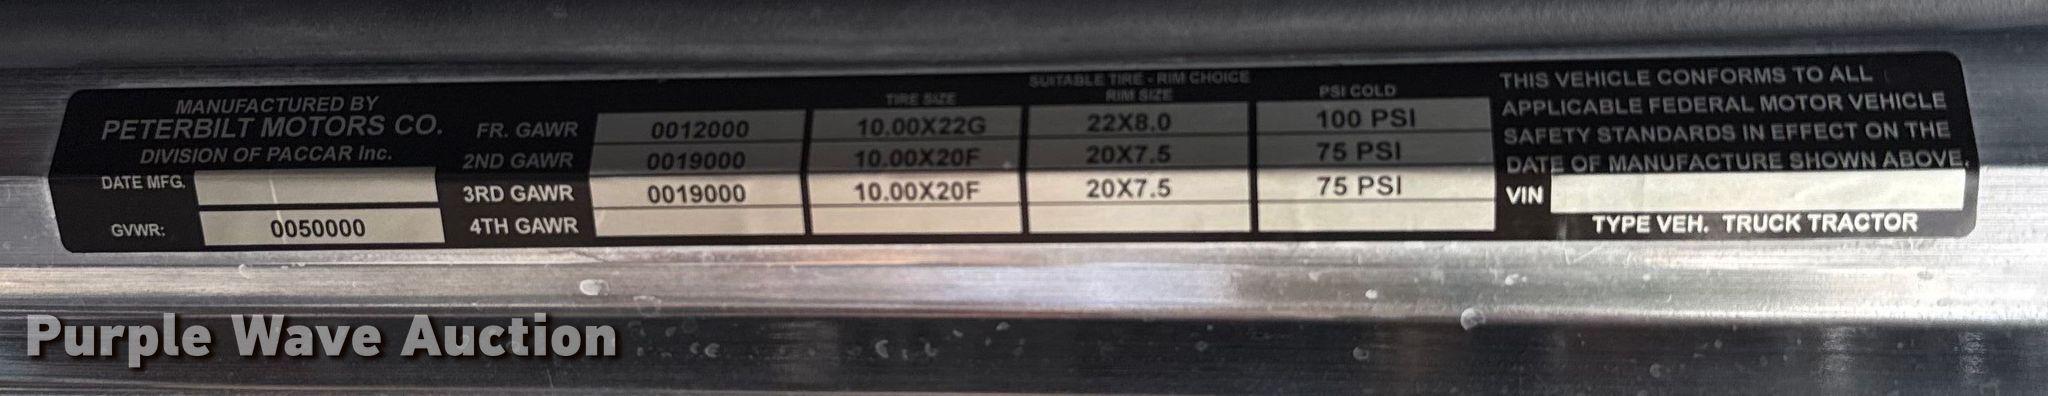 MANUFACTURED BY
PETERBILT MOTORS CO.
DIVISION OF PACCAR Inc.
DATE MFG.
GVWR: 0050000
SUITABLE TIRE - RIM CHOICE
TIRE SIZE RIM SIZE PSI COLD
FR. GAWR 0012000 10.00X22G 22X8.0 100 PSI
2ND GAWR 0019000 10.00X20F 20X7.5 75 PSI
3RD GAWR 0019000 10.00X20F 20X7.5 75 PSI
4TH GAWR
THIS VEHICLE CONFORMS TO ALL
APPLICABLE FEDERAL MOTOR VEHICLE
SAFETY STANDARDS IN EFFECT ON THE
DATE OF MANUFACTURE SHOWN ABOVE.
VIN
TYPE VEH. TRUCK TRACTOR
Purple Wave Auction